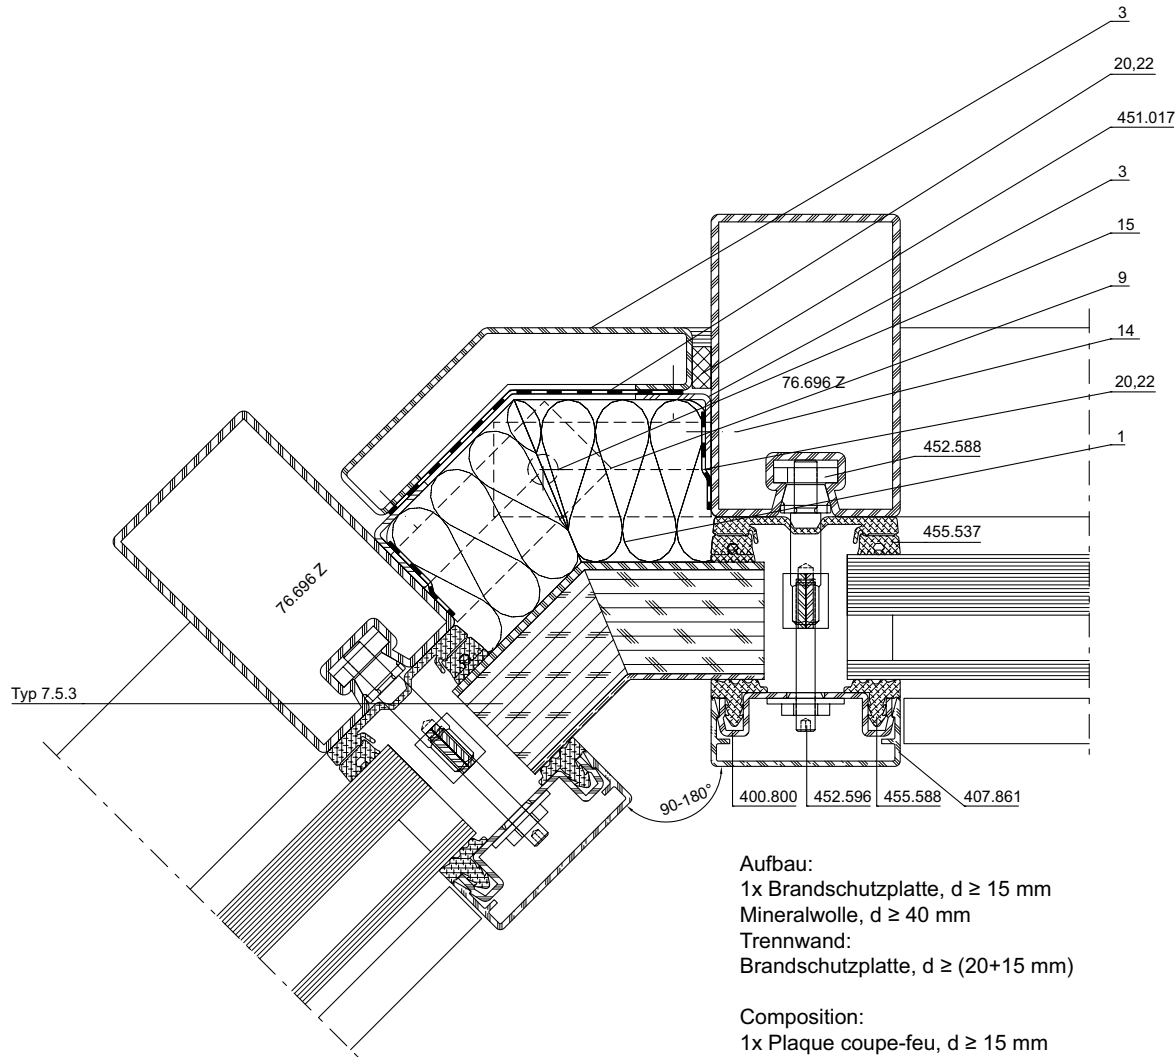 3
20,22
451.017
3
15
9
14
20,22
1
76.696 Z
452.588
455.537
76.696 Z
Typ 7.5.3
90-180°
400.800
452.596
455.588
407.861
Aufbau:
1x Brandschutzplatte, d ≥ 15 mm
Mineralwolle, d ≥ 40 mm
Trennwand:
Brandschutzplatte, d ≥ (20+15 mm)
Composition:
1x Plaque coupe-feu, d ≥ 15 mm